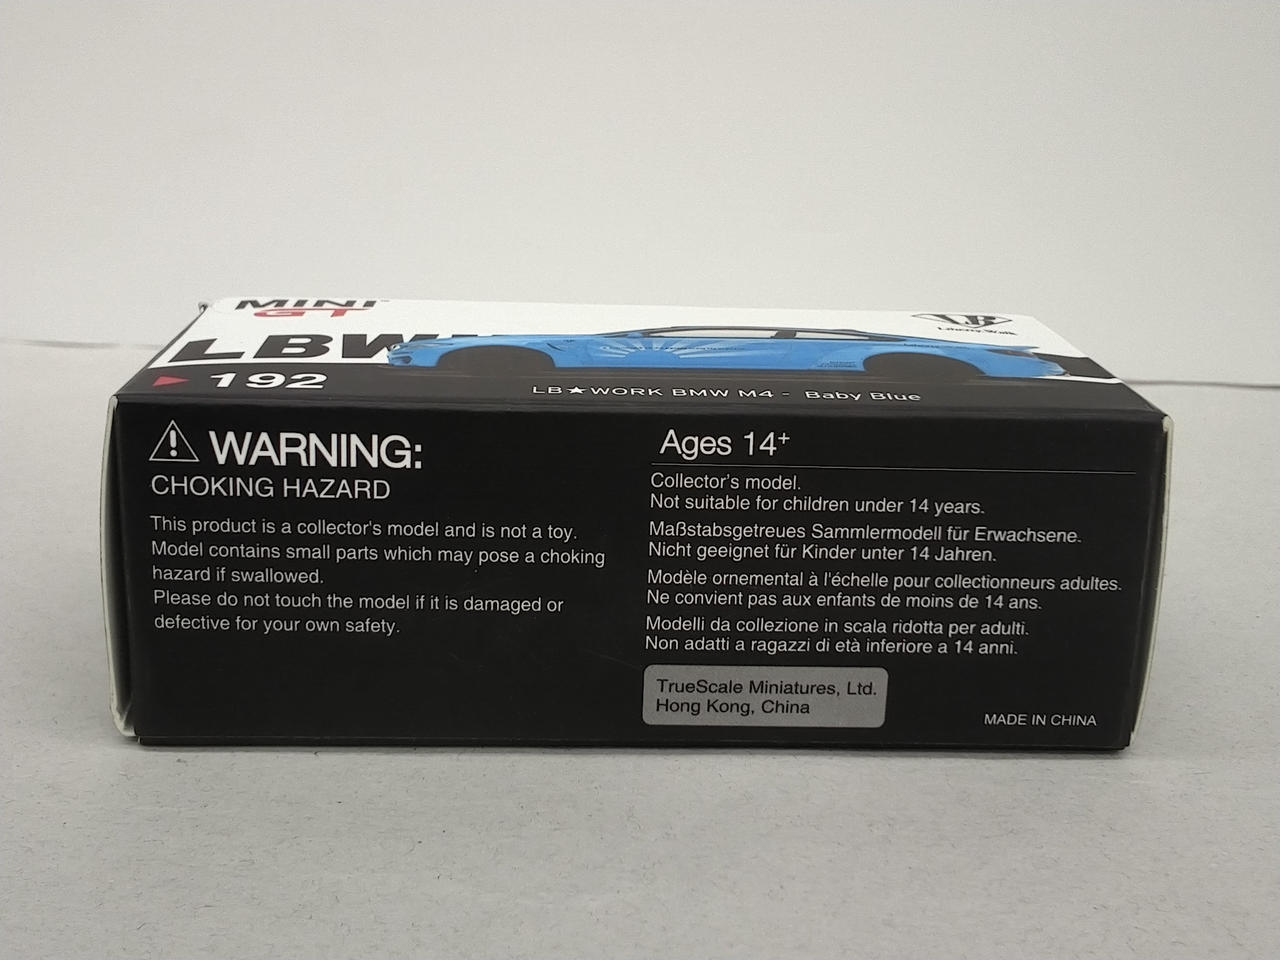 MINI
GT
LBWK
192
LB★WORK BMW M4 - Baby Blue
LB
Liberty Walk
WARNING:
CHOKING HAZARD
This product is a collector's model and is not a toy.
Model contains small parts which may pose a choking
hazard if swallowed.
Please do not touch the model if it is damaged or
defective for your own safety.
Ages 14+
Collector's model.
Not suitable for children under 14 years.
Maßstabsgetreues Sammlermodell für Erwachsene.
Nicht geeignet für Kinder unter 14 Jahren.
Modèle ornemental à l'échelle pour collectionneurs adultes.
Ne convient pas aux enfants de moins de 14 ans.
Modelli da collezione in scala ridotta per adulti.
Non adatti a ragazzi di età inferiore a 14 anni.
TrueScale Miniatures, Ltd.
Hong Kong, China
MADE IN CHINA